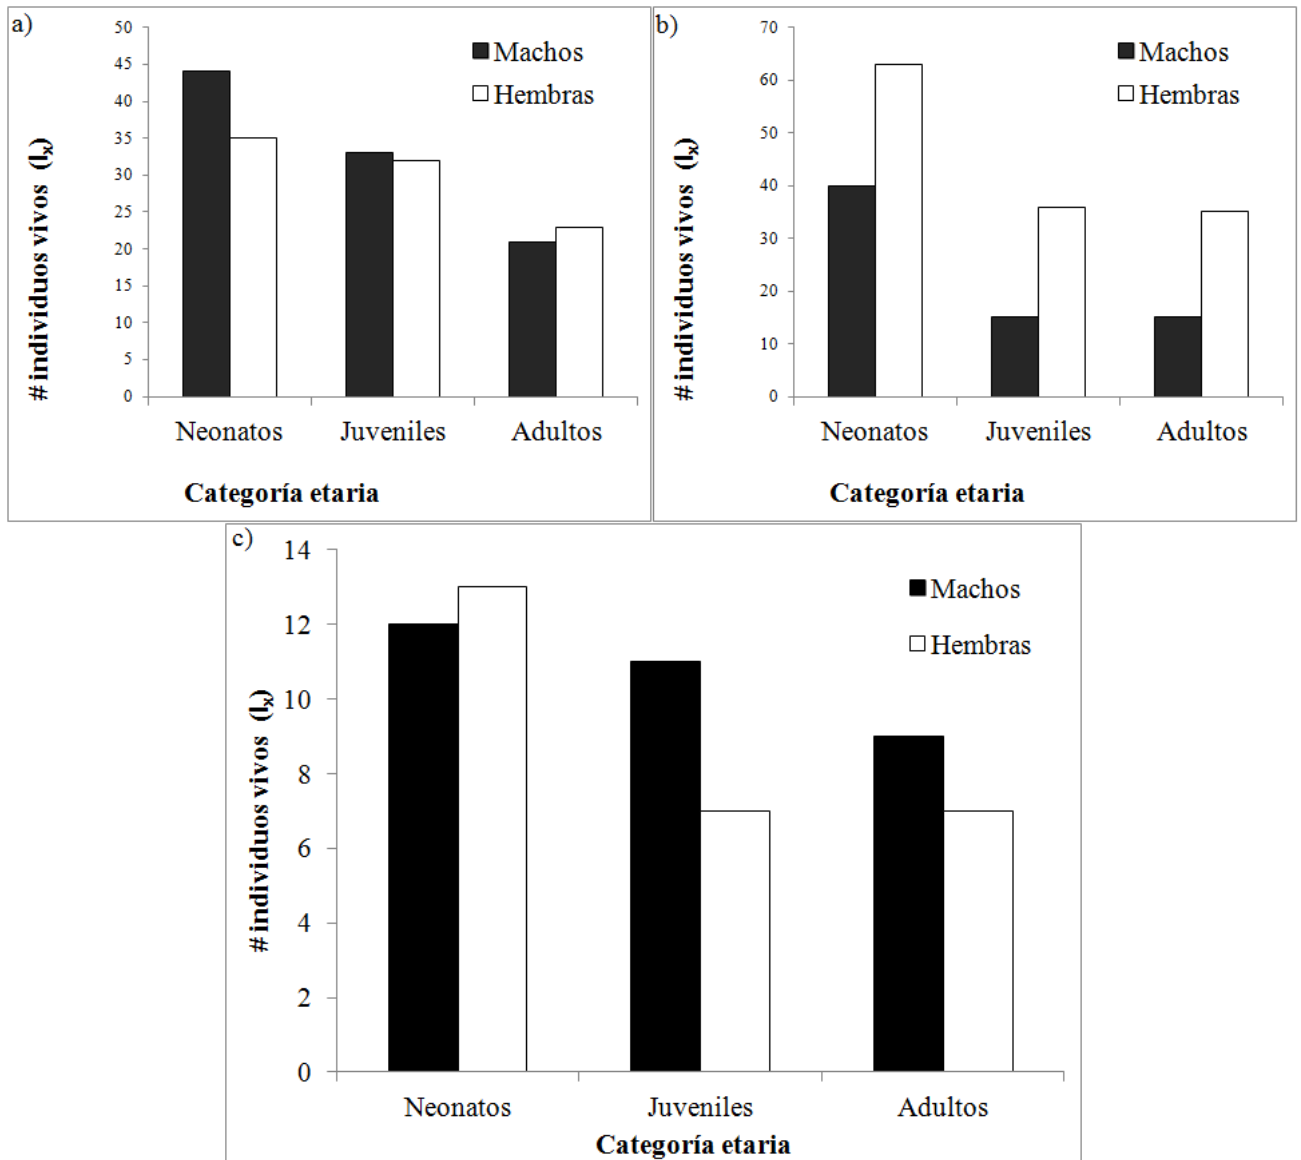 a)
50
45
40
35
30
25
20
15
10
5
0
# individuos vivos (lₓ)
Machos
Hembras
Neonatos Juveniles Adultos
Categoría etaria
b)
70
60
50
40
30
20
10
0
# individuos vivos (lₓ)
Machos
Hembras
Neonatos Juveniles Adultos
Categoría etaria
c)
14
12
10
8
6
4
2
0
# individuos vivos (lₓ)
Machos
Hembras
Neonatos Juveniles Adultos
Categoría etaria